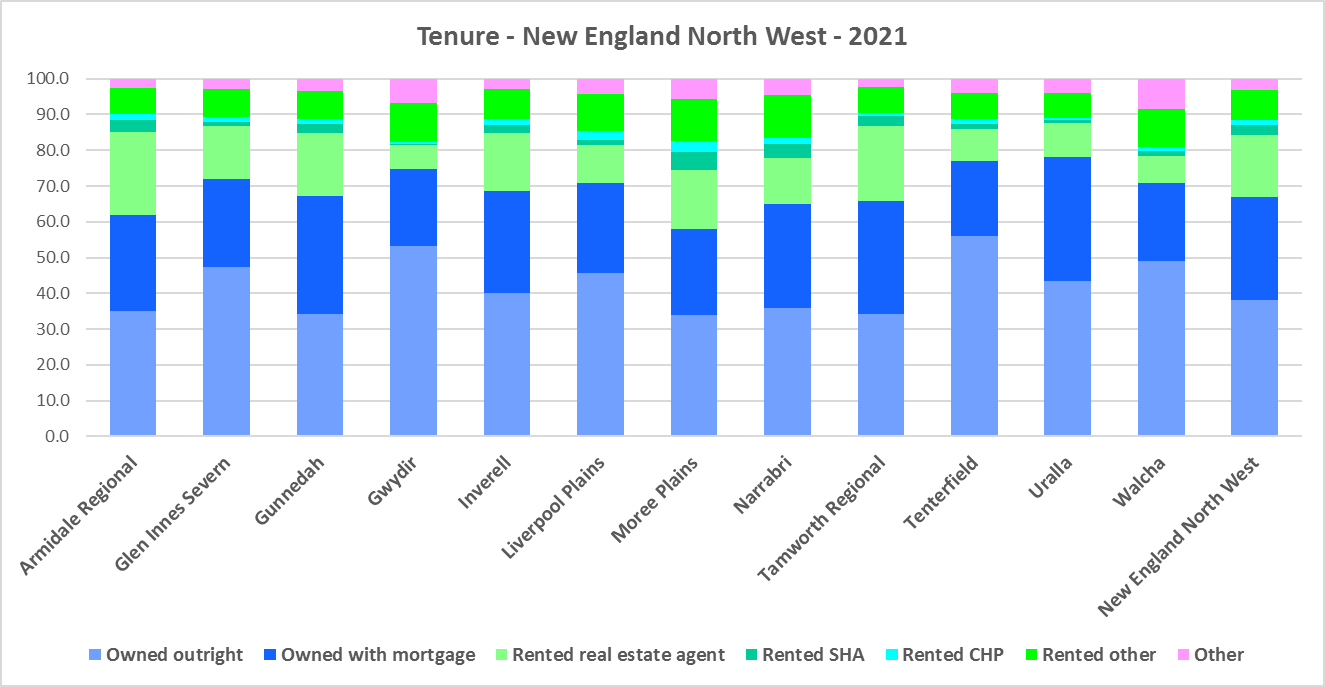 Tenure - New England North West - 2021
100.0
90.0
80.0
70.0
60.0
50.0
40.0
30.0
20.0
10.0
0.0
Armidale Regional
Glen Innes Severn
Gunnedah
Gwydir
Inverell
Liverpool Plains
Moree Plains
Narrabri
Tamworth Regional
Tenterfield
Uralla
Walcha
New England North West
Owned outright Owned with mortgage Rented real estate agent Rented SHA Rented CHP Rented other Other